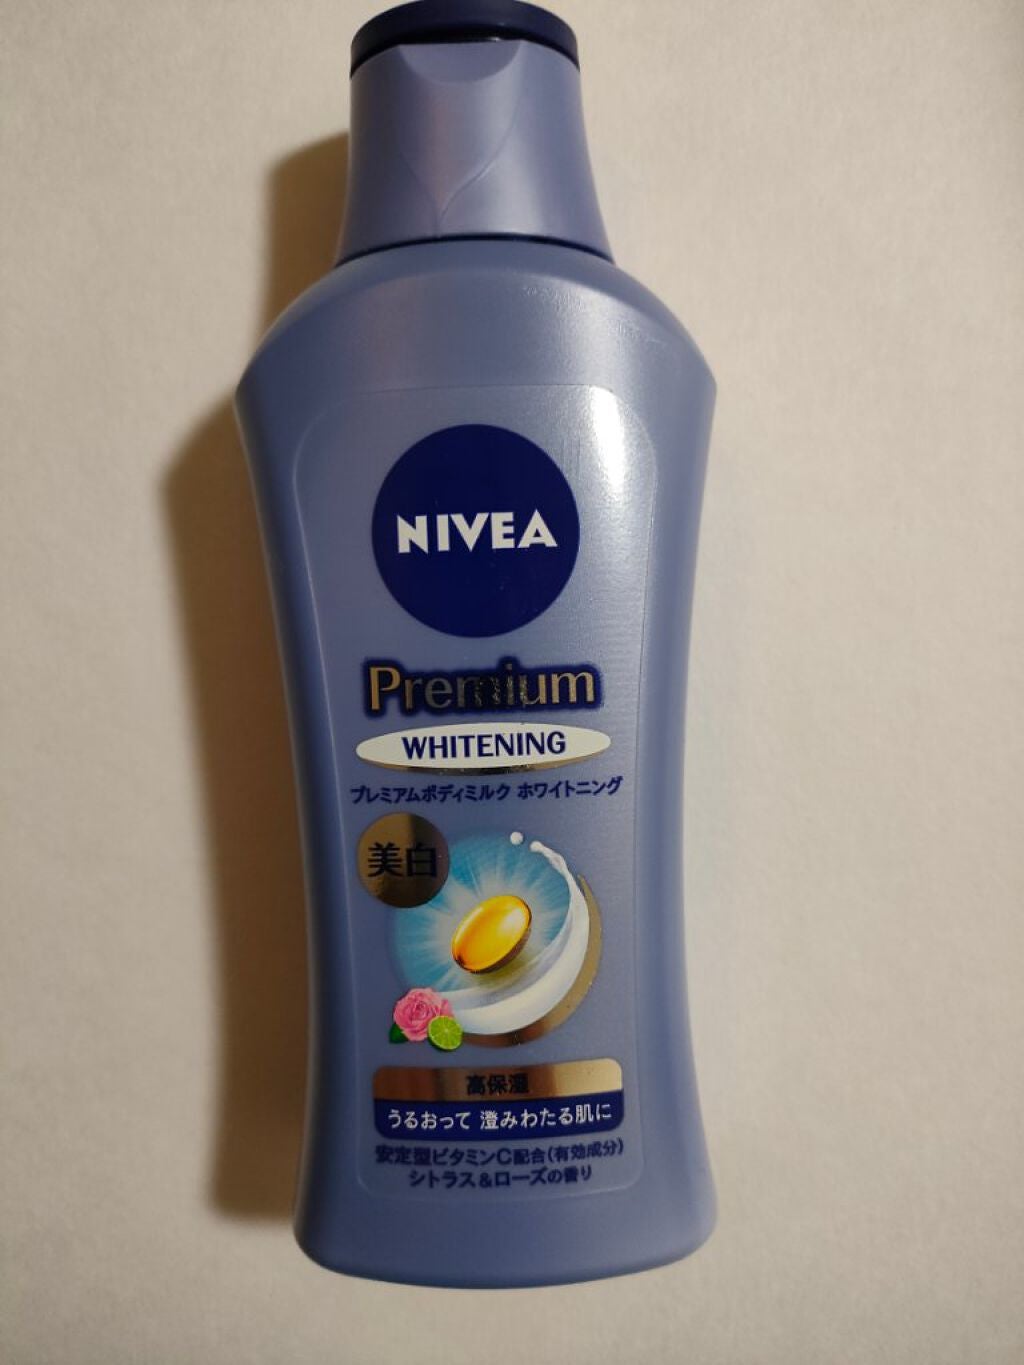 NIVEA
Premium
WHITENING
プレミアムボディミルク ホワイトニング
美白
高保湿
うるおって 澄みわたる肌に
安定型ビタミンC配合(有効成分)
シトラス&ローズの香り